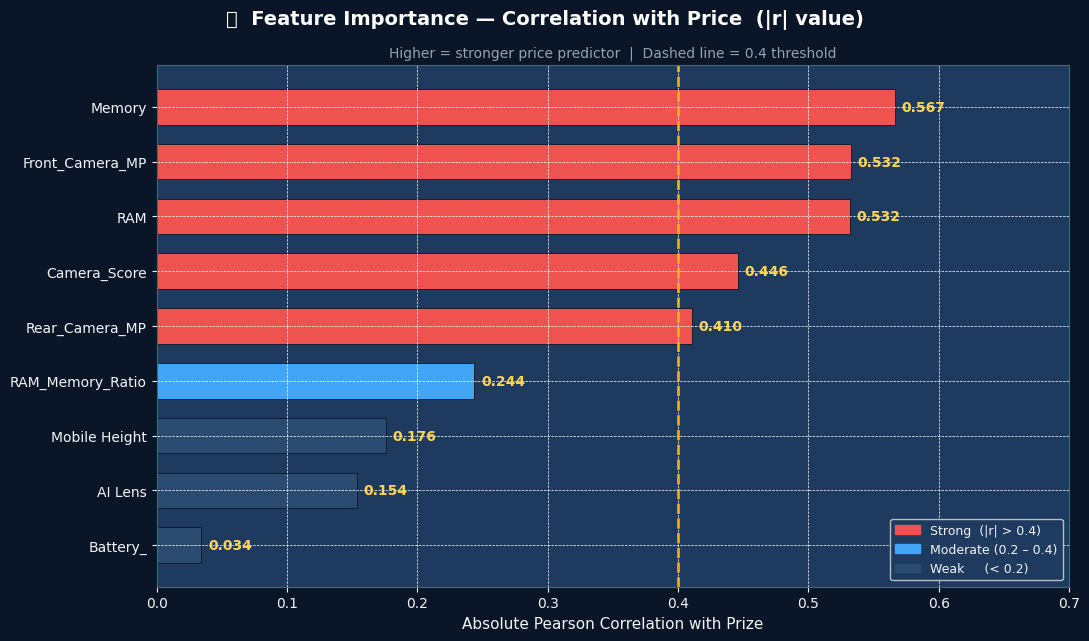 Feature Importance — Correlation with Price (|r| value)
Higher = stronger price predictor | Dashed line = 0.4 threshold
Memory 0.567
Front_Camera_MP 0.532
RAM 0.532
Camera_Score 0.446
Rear_Camera_MP 0.410
RAM_Memory_Ratio 0.244
Mobile Height 0.176
AI Lens 0.154
Battery_ 0.034
Strong (|r| > 0.4)
Moderate (0.2 – 0.4)
Weak (< 0.2)
0.0 0.1 0.2 0.3 0.4 0.5 0.6 0.7
Absolute Pearson Correlation with Prize